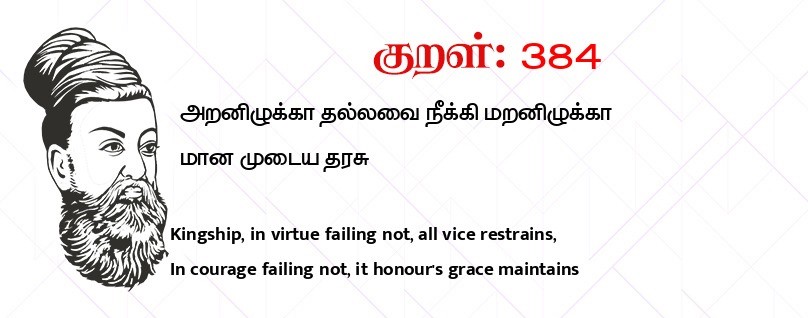 குறள்: 384
அறனிழுக்கா தல்லவை நீக்கி மறனிழுக்கா
மான முடைய தரசு
Kingship, in virtue failing not, all vice restrains,
In courage failing not, it honour's grace maintains